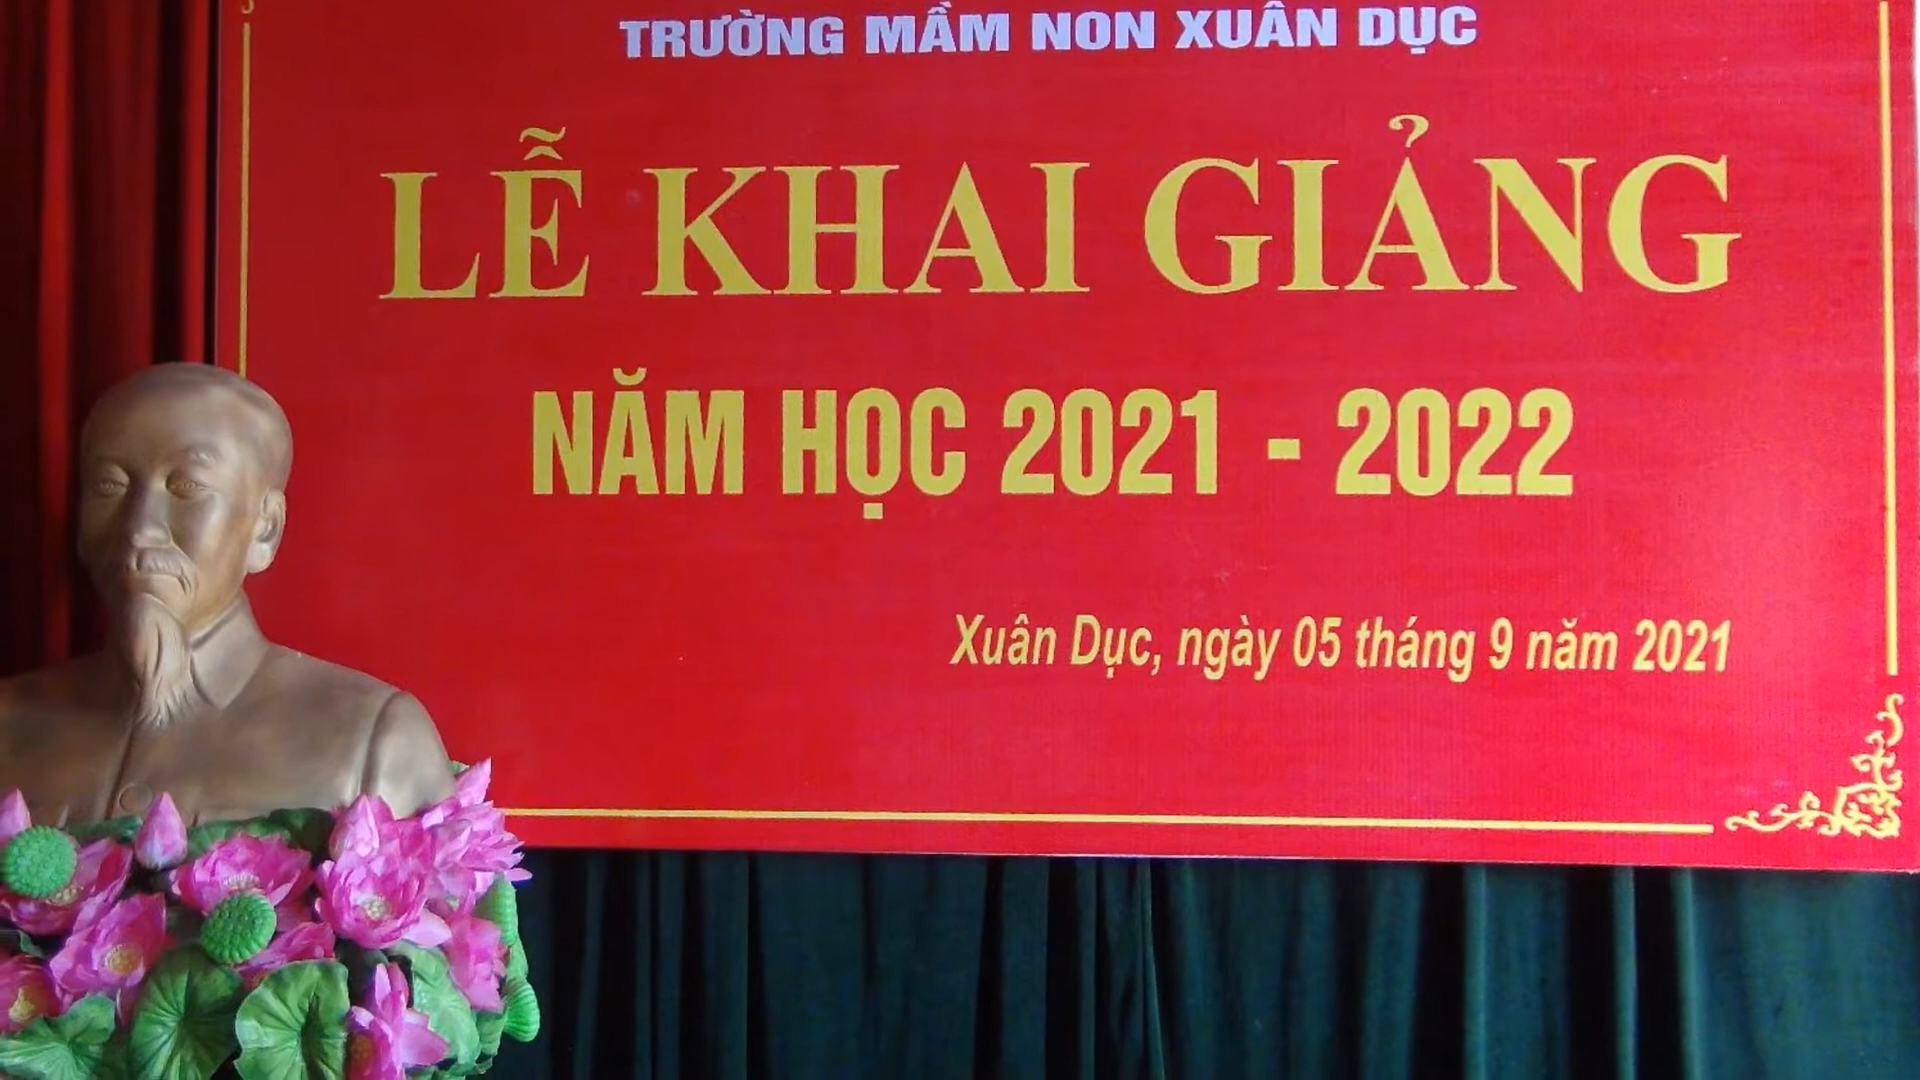 TRƯỜNG MẦM NON XUÂN DỤC
LỄ KHAI GIẢNG
NĂM HỌC 2021 - 2022
Xuân Dục, ngày 05 tháng 9 năm 2021